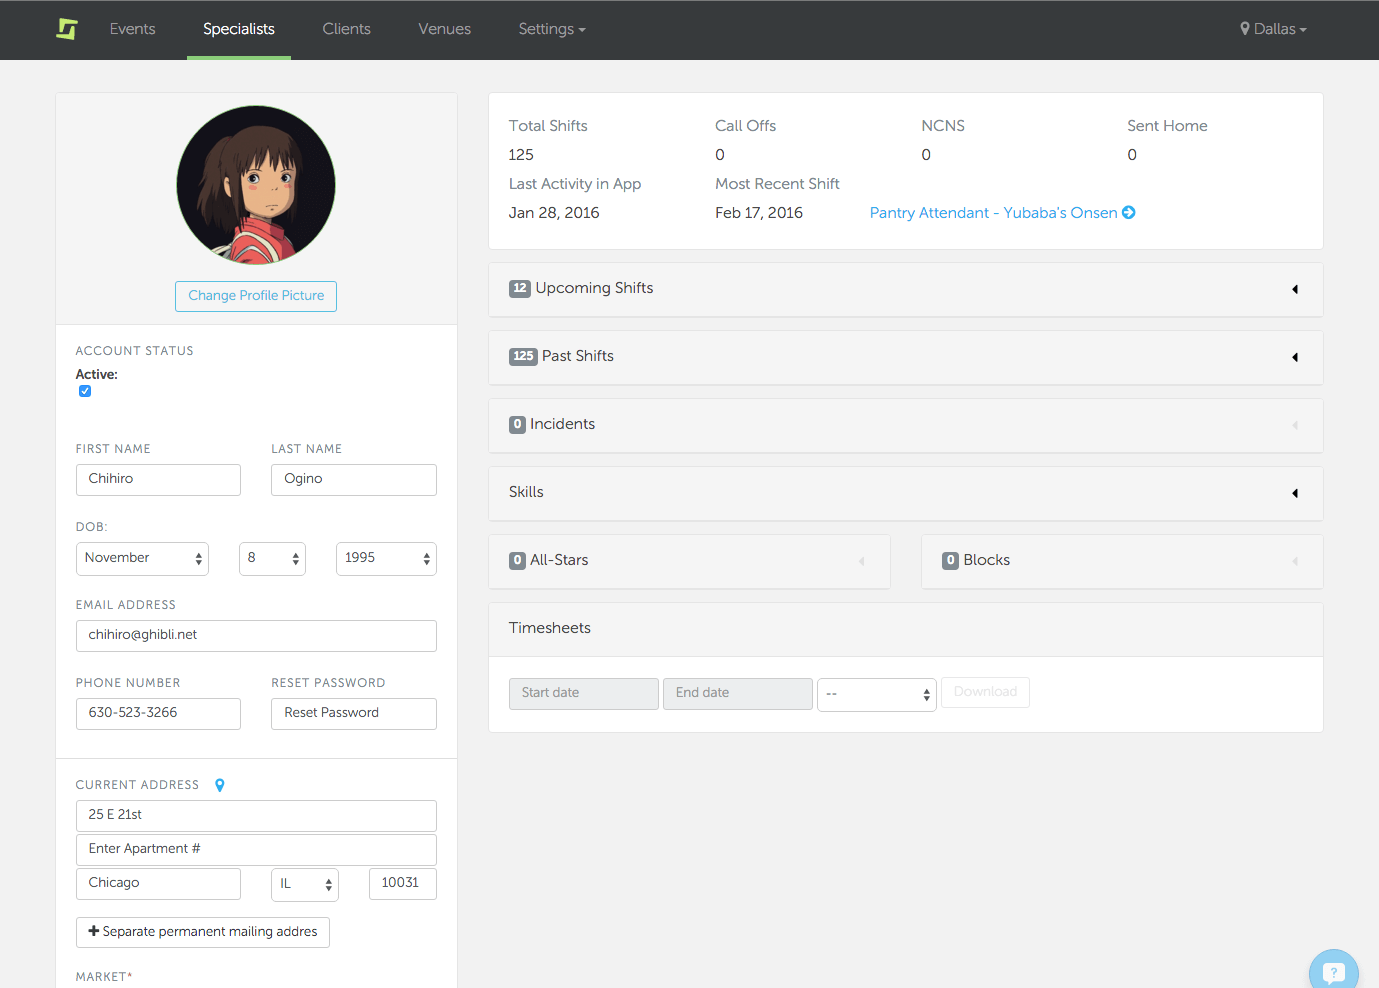 Events Specialists Clients Venues Settings Dallas
Change Profile Picture
ACCOUNT STATUS
Active:
FIRST NAME LAST NAME
Chihiro Ogino
DOB:
November 8 1995
EMAIL ADDRESS
chihiro@ghibli.net
PHONE NUMBER RESET PASSWORD
630-523-3266 Reset Password
CURRENT ADDRESS
25 E 21st
Enter Apartment #
Chicago IL 10031
Separate permanent mailing addres
MARKET*
Total Shifts Call Offs NCNS Sent Home
125 0 0 0
Last Activity in App Most Recent Shift
Jan 28, 2016 Feb 17, 2016 Pantry Attendant - Yubaba's Onsen
12 Upcoming Shifts
125 Past Shifts
0 Incidents
Skills
0 All-Stars 0 Blocks
Timesheets
Start date End date -- Download
?